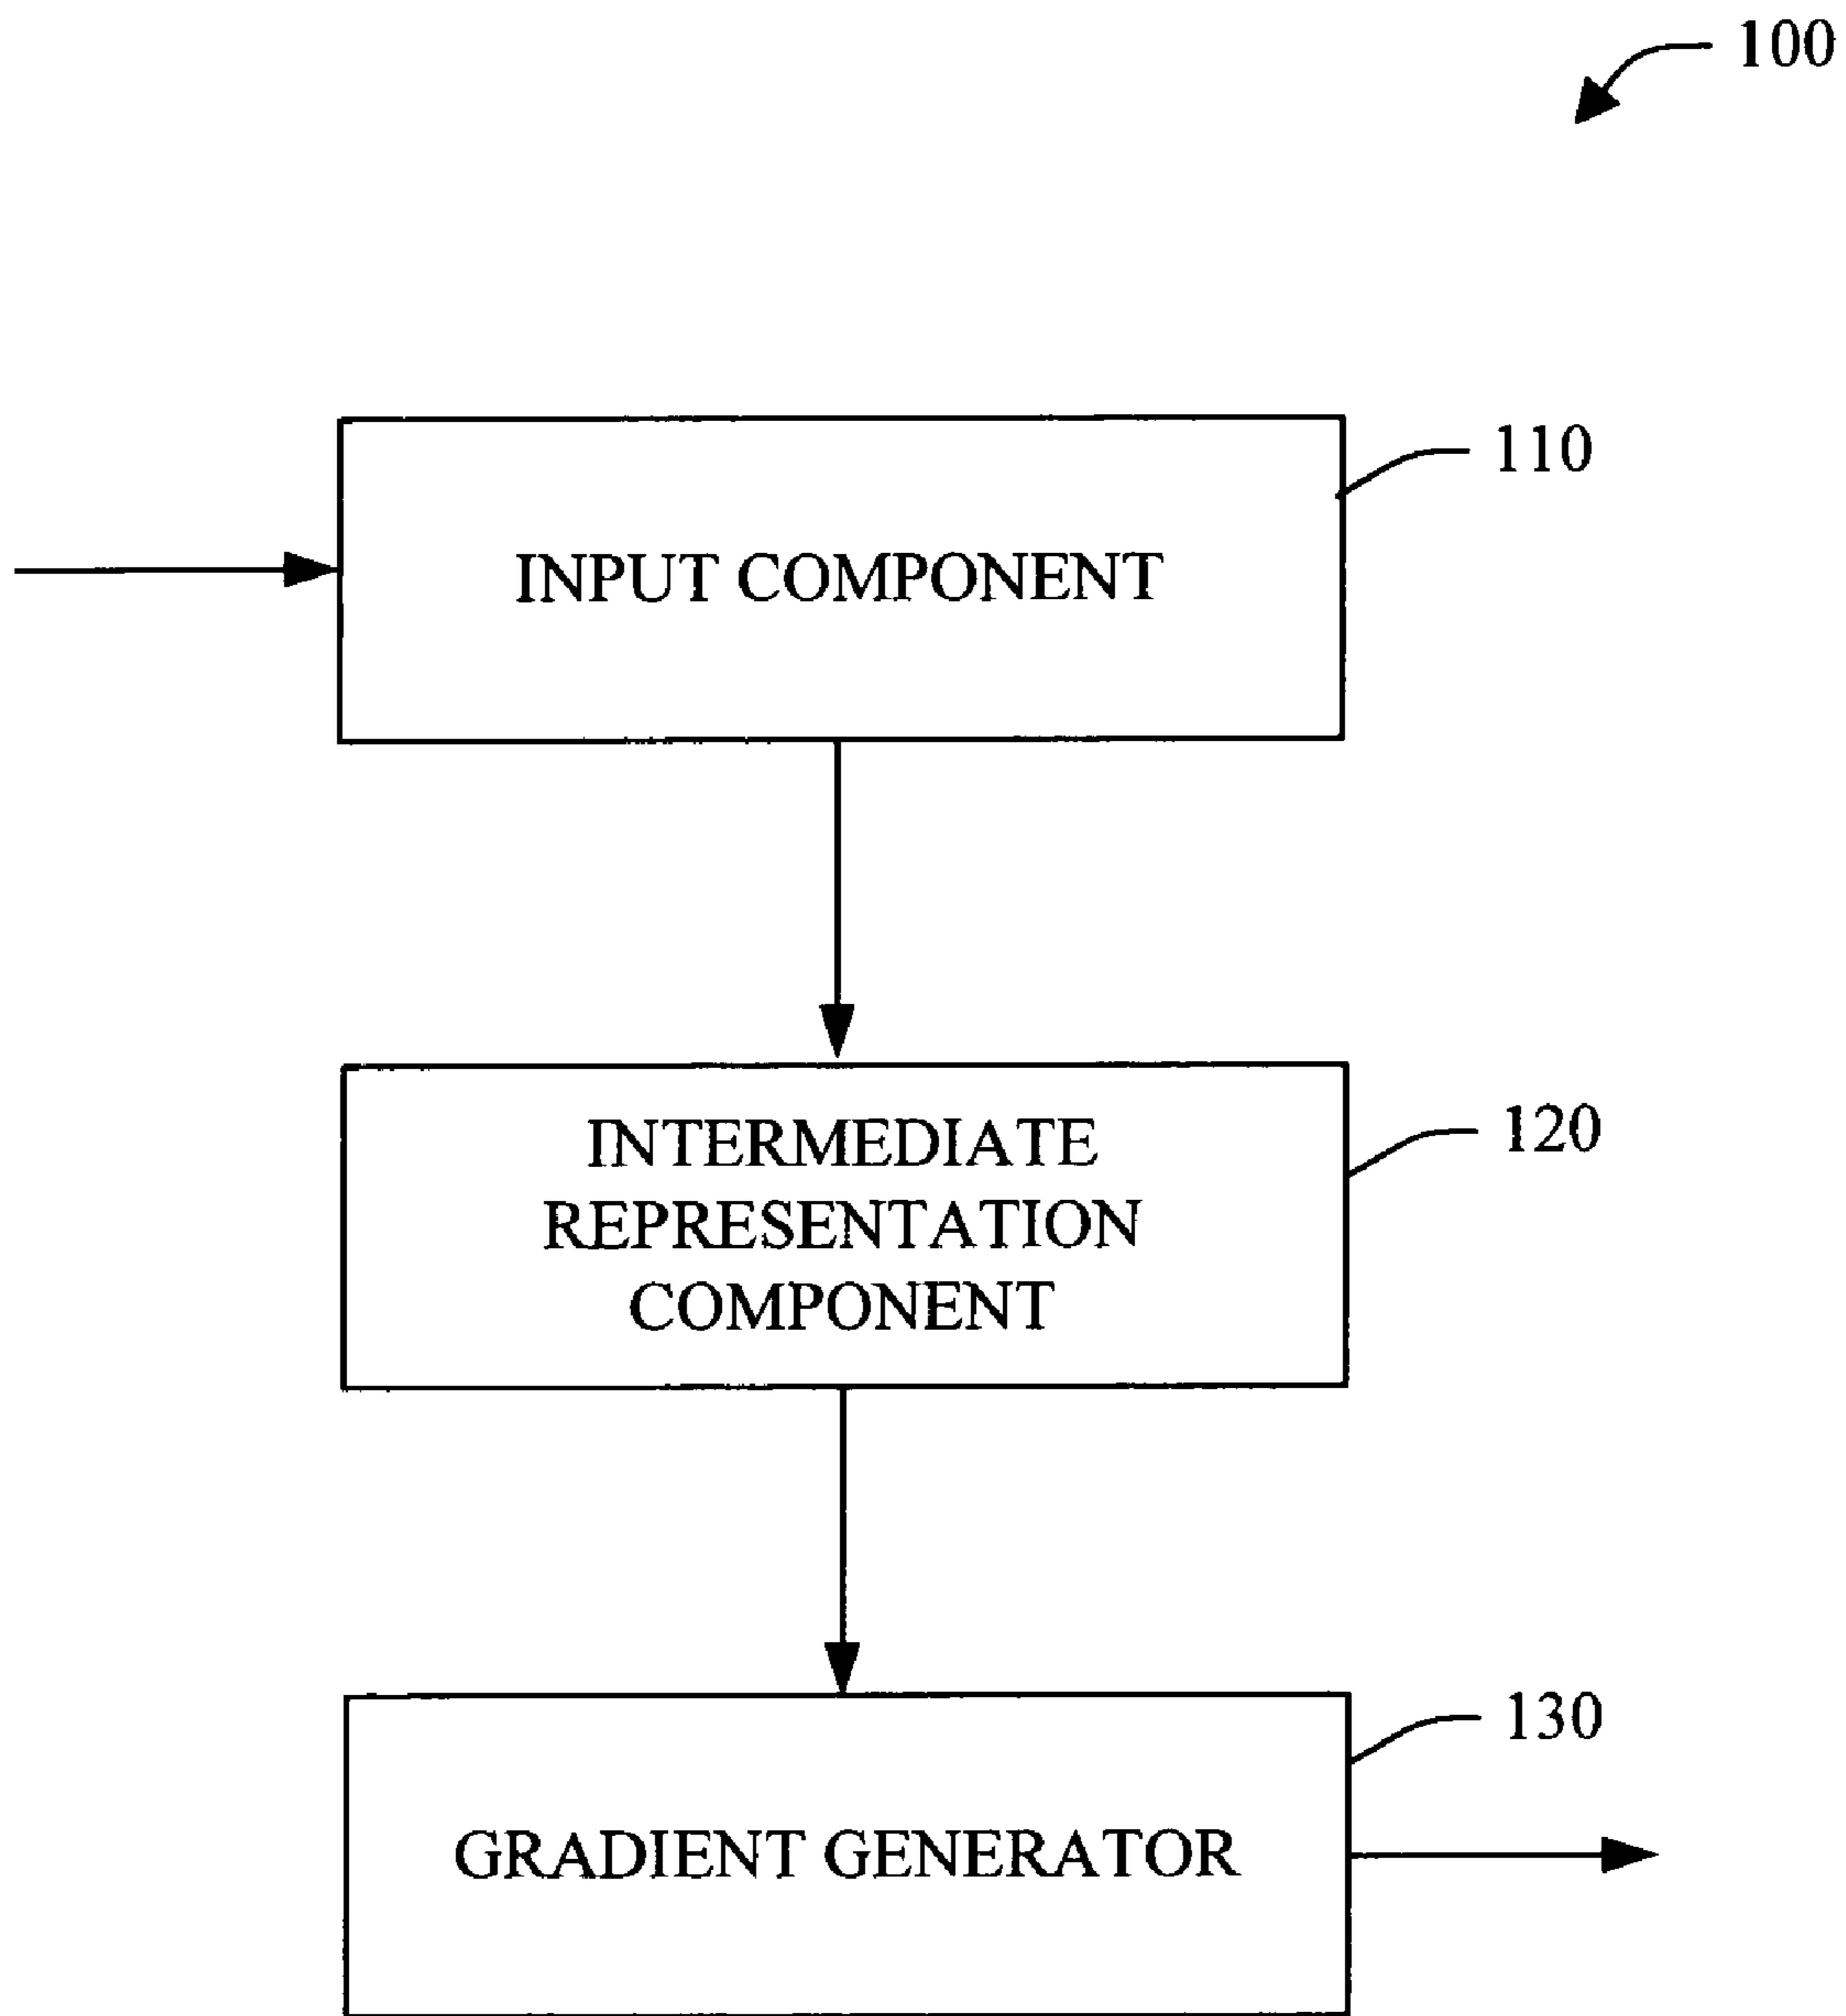 100
110
INPUT COMPONENT
120
INTERMEDIATE
REPRESENTATION
COMPONENT
130
GRADIENT GENERATOR